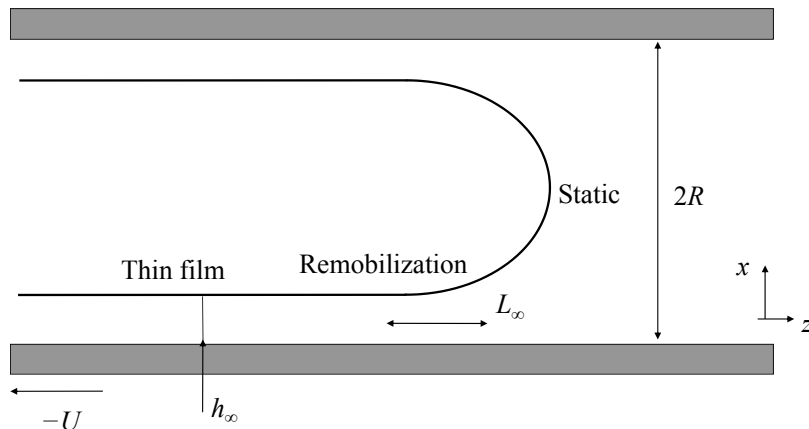 Static
2R
Thin film
Remobilization
x
L∞
z
−U
h∞